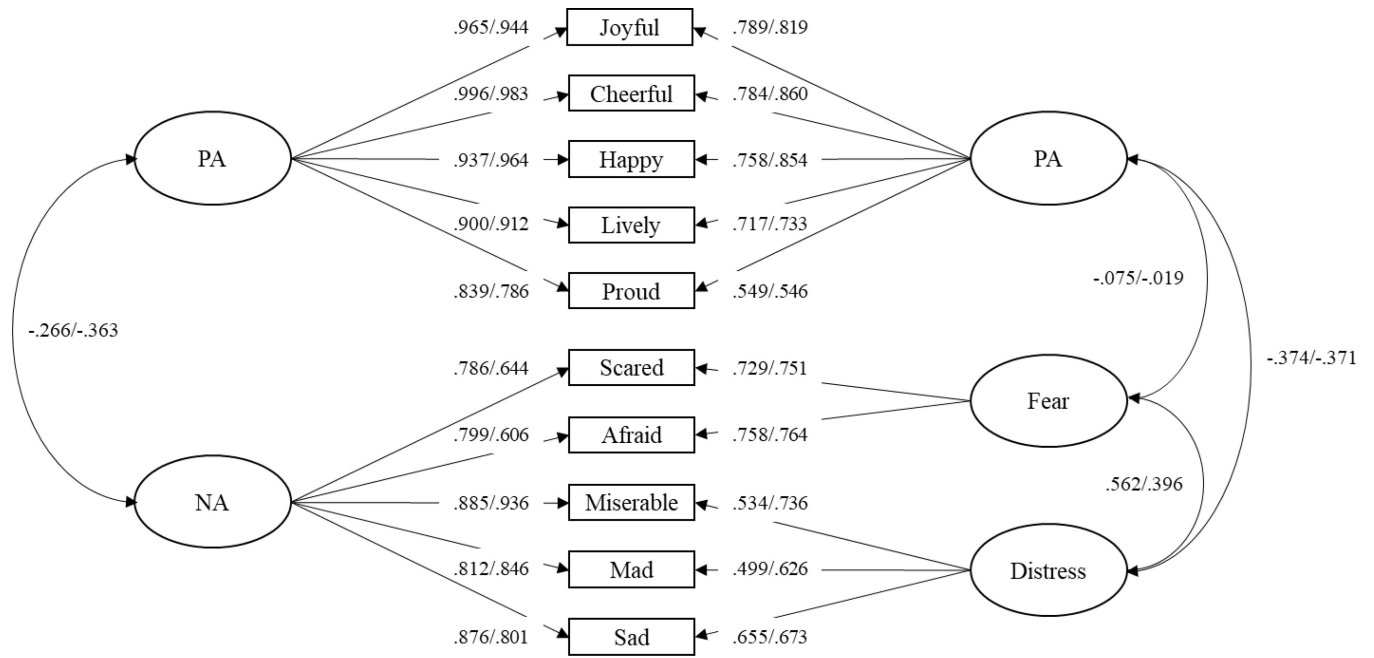 .965/.944 Joyful .789/.819
.996/.983 Cheerful .784/.860
PA .937/.964 Happy .758/.854 PA
.900/.912 Lively .717/.733
-.075/-.019
.839/.786 Proud .549/.546
-.266/-.363
-.374/-.371
.786/.644 Scared .729/.751
Fear
.799/.606 Afraid .758/.764
.562/.396
NA .885/.936 Miserable .534/.736
.812/.846 Mad .499/.626 Distress
.876/.801 Sad .655/.673